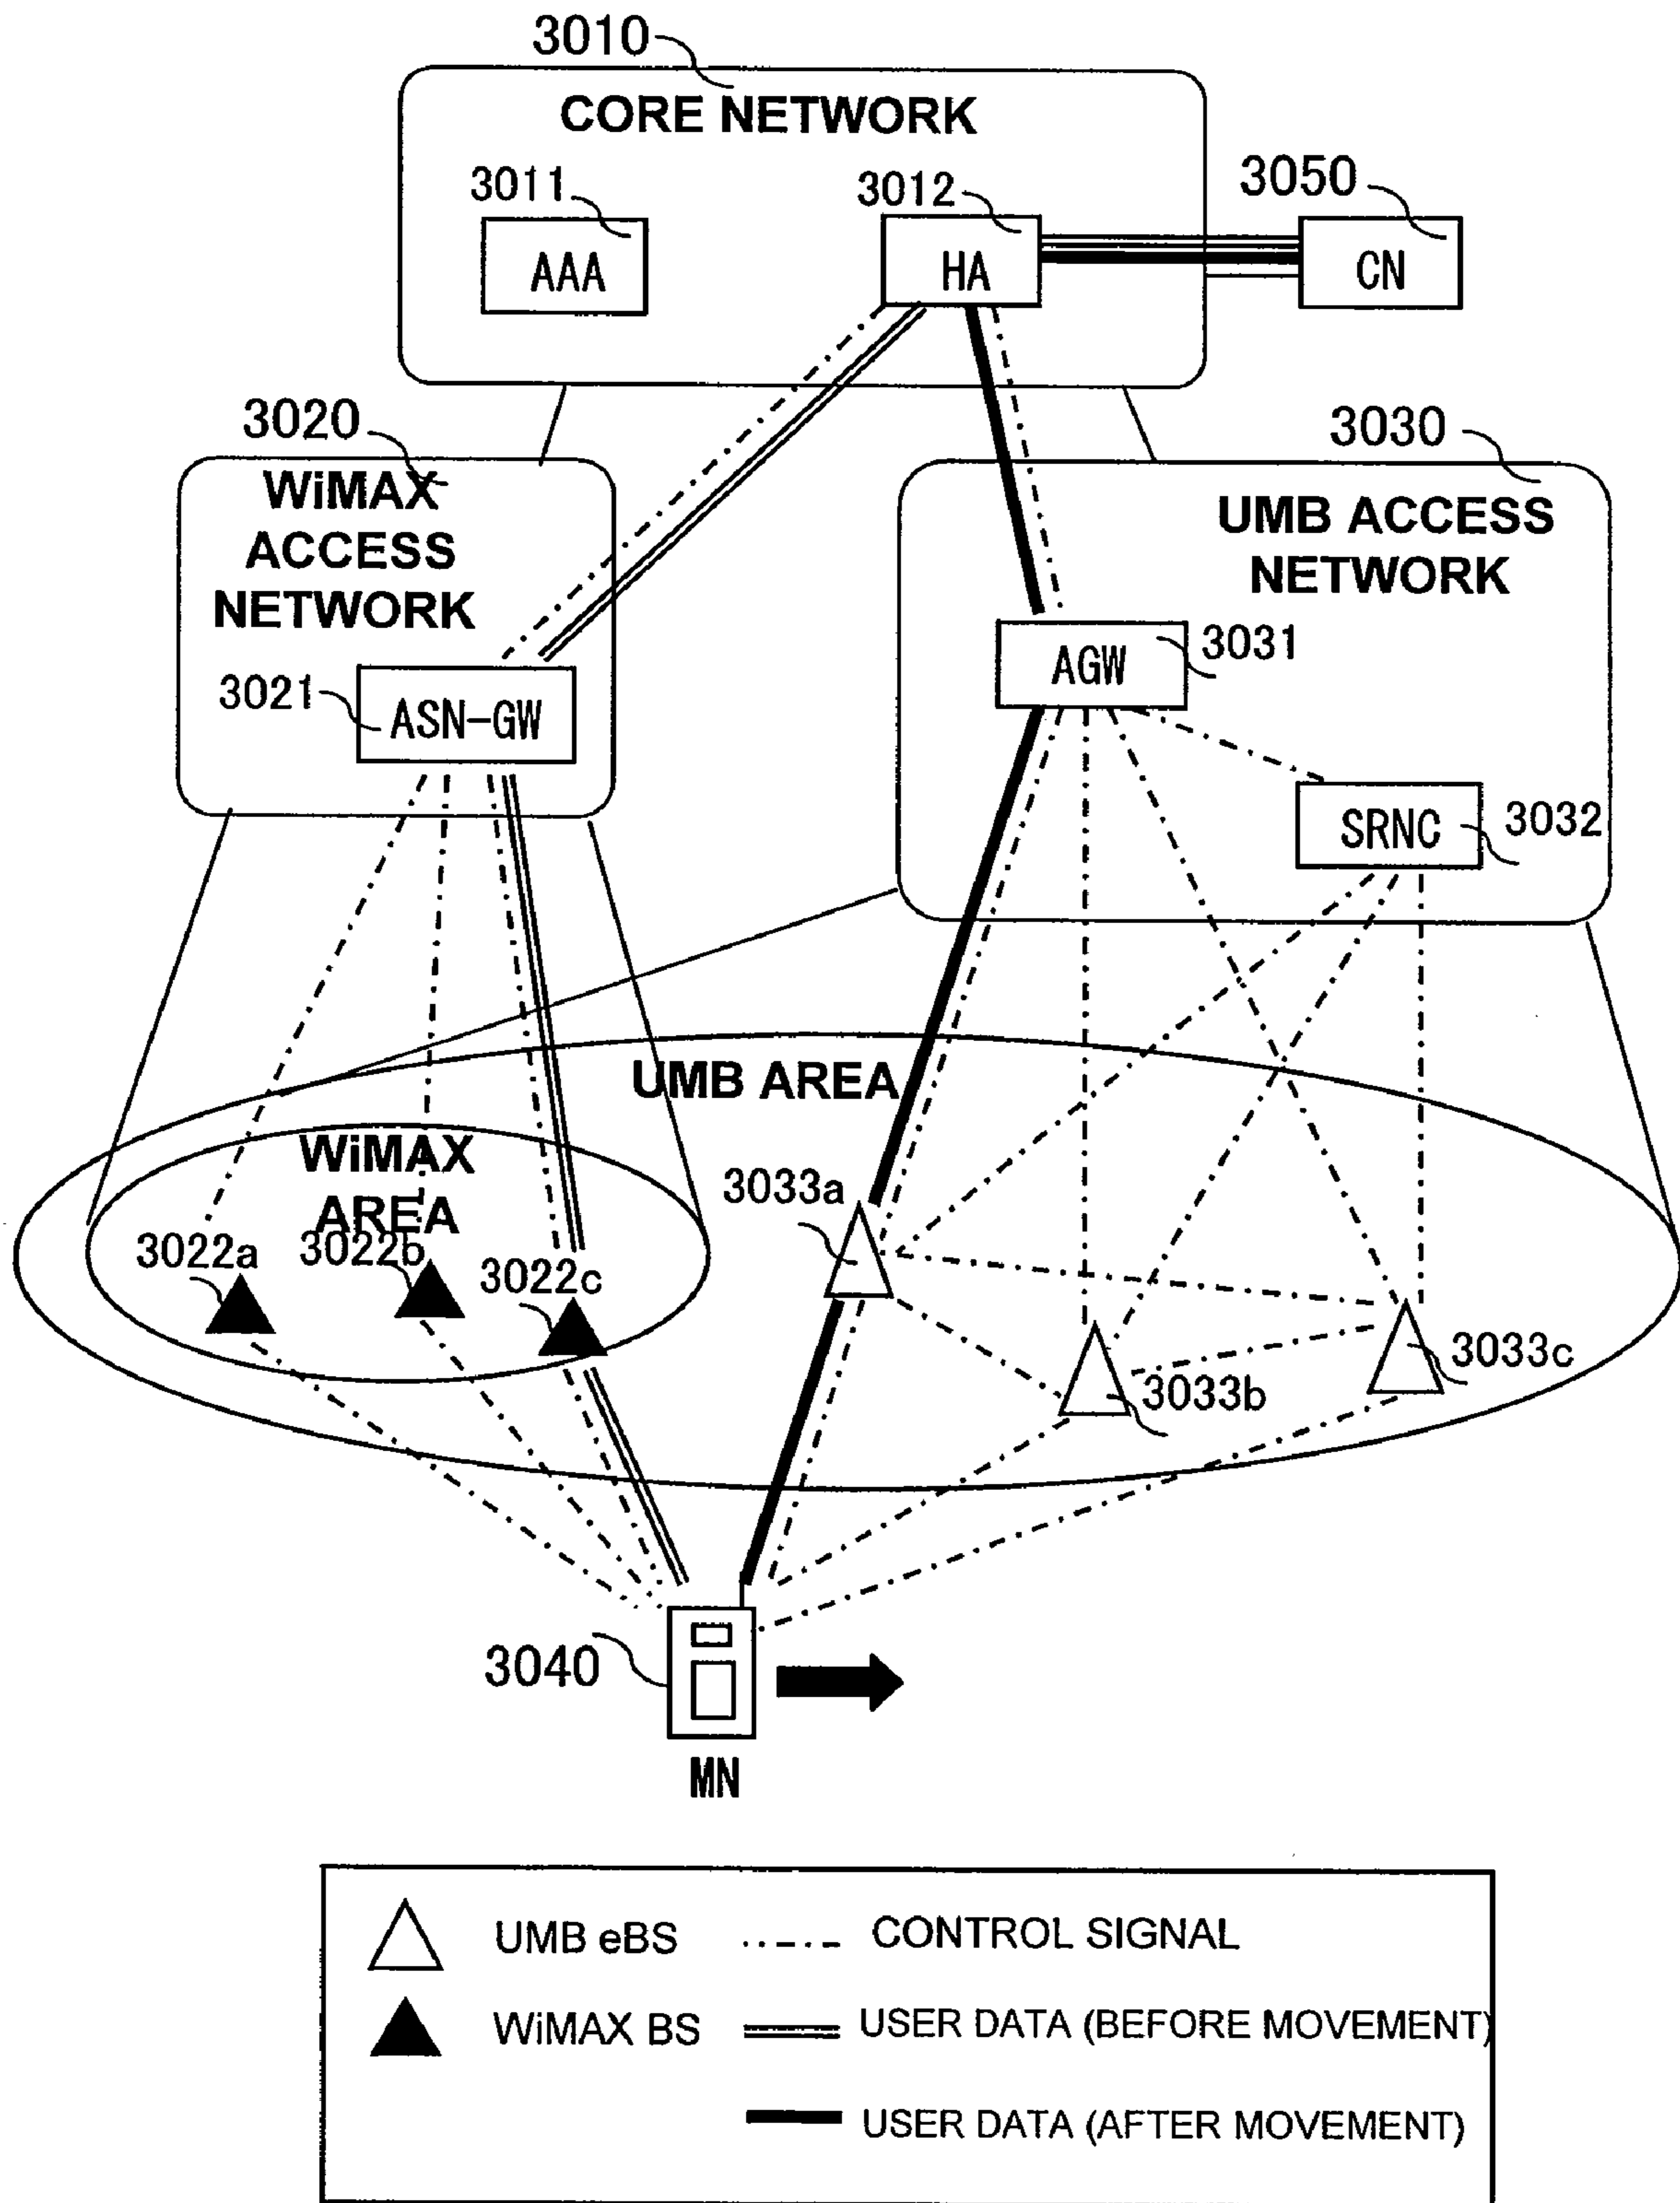 3010
CORE NETWORK
3011
AAA
3012
HA
3050
CN
3020
WiMAX
ACCESS
NETWORK
3021
ASN-GW
3030
UMB ACCESS
NETWORK
AGW
3031
SRNC
3032
UMB AREA
WiMAX
AREA
3022a
3022b
3022c
3033a
3033b
3033c
3040
MN
UMB eBS
CONTROL SIGNAL
WiMAX BS
USER DATA (BEFORE MOVEMENT)
USER DATA (AFTER MOVEMENT)